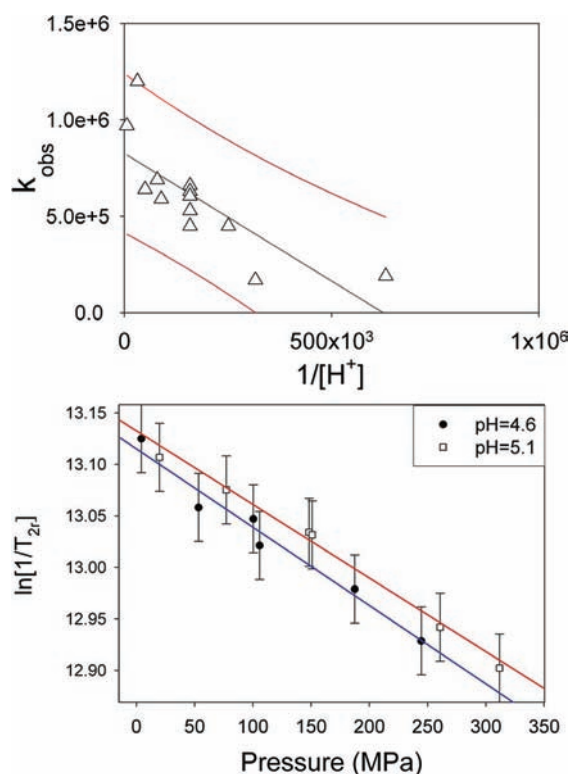 1.5e+6
1.0e+6
5.0e+5
0.0
k_obs
0 500x10³ 1x10⁶
1/[H⁺]
13.15
13.10
13.05
13.00
12.95
12.90
ln[1/T₂ᵣ]
pH=4.6
pH=5.1
0 50 100 150 200 250 300 350
Pressure (MPa)